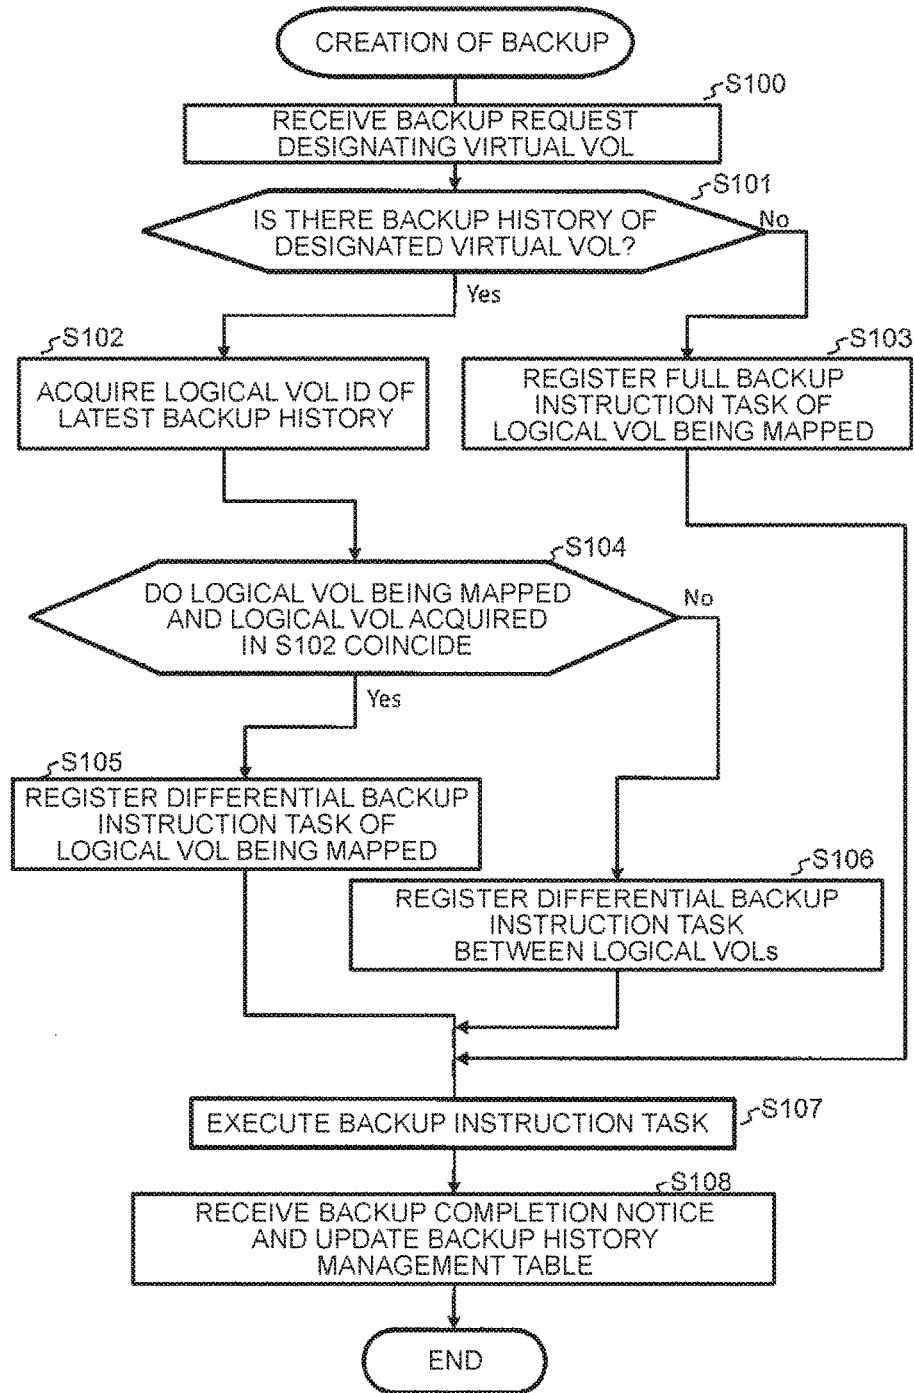 CREATION OF BACKUP
S100
RECEIVE BACKUP REQUEST
DESIGNATING VIRTUAL VOL
S101
IS THERE BACKUP HISTORY OF
DESIGNATED VIRTUAL VOL?
No
Yes
S102
ACQUIRE LOGICAL VOL ID OF
LATEST BACKUP HISTORY
S103
REGISTER FULL BACKUP
INSTRUCTION TASK OF
LOGICAL VOL BEING MAPPED
S104
DO LOGICAL VOL BEING MAPPED
AND LOGICAL VOL ACQUIRED
IN S102 COINCIDE
No
Yes
S105
REGISTER DIFFERENTIAL BACKUP
INSTRUCTION TASK OF
LOGICAL VOL BEING MAPPED
S106
REGISTER DIFFERENTIAL BACKUP
INSTRUCTION TASK
BETWEEN LOGICAL VOLs
EXECUTE BACKUP INSTRUCTION TASK
S107
S108
RECEIVE BACKUP COMPLETION NOTICE
AND UPDATE BACKUP HISTORY
MANAGEMENT TABLE
END